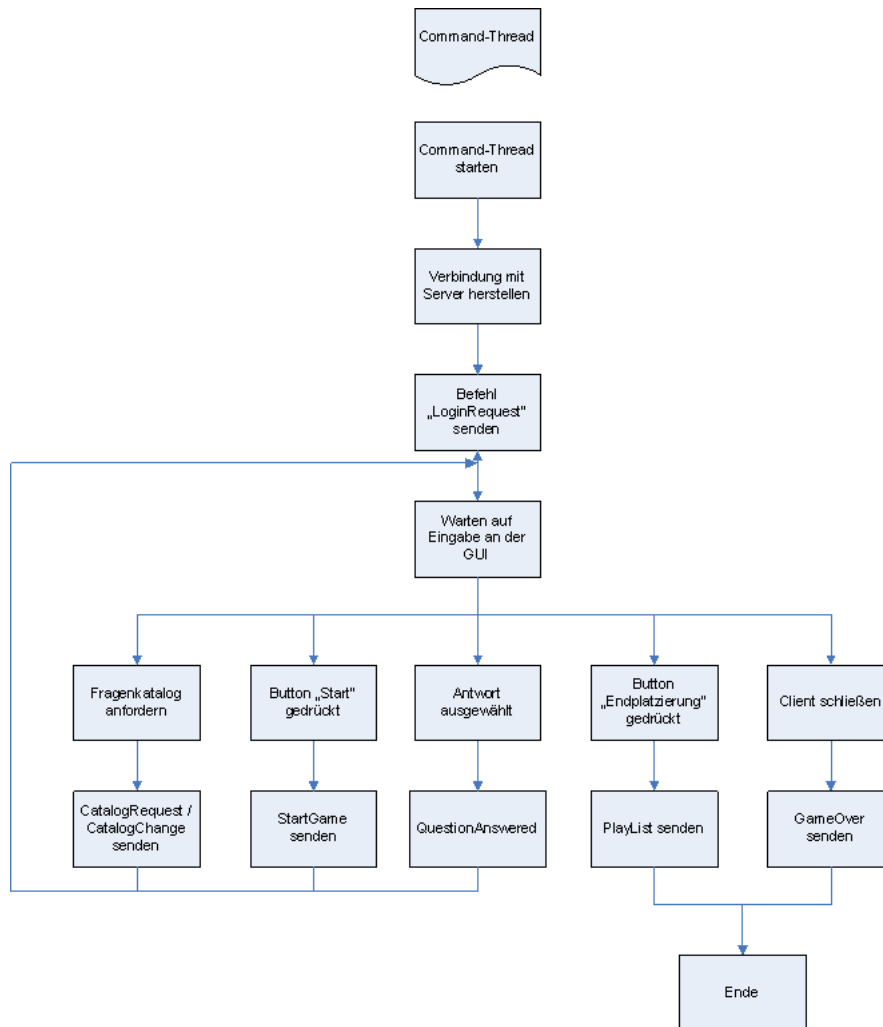 Command-Thread
Command-Thread
starten
Verbindung mit
Server herstellen
Befehl
„LoginRequest"
senden
Warten auf
Eingabe an der
GUI
Fragenkatalog
anfordern
Button „Start"
gedrückt
Antwort
ausgewählt
Button
„Endplatzierung"
gedrückt
Client schließen
CatalogRequest /
CatalogChange
senden
StartGame
senden
QuestionAnswered
PlayList senden
GameOver
senden
Ende